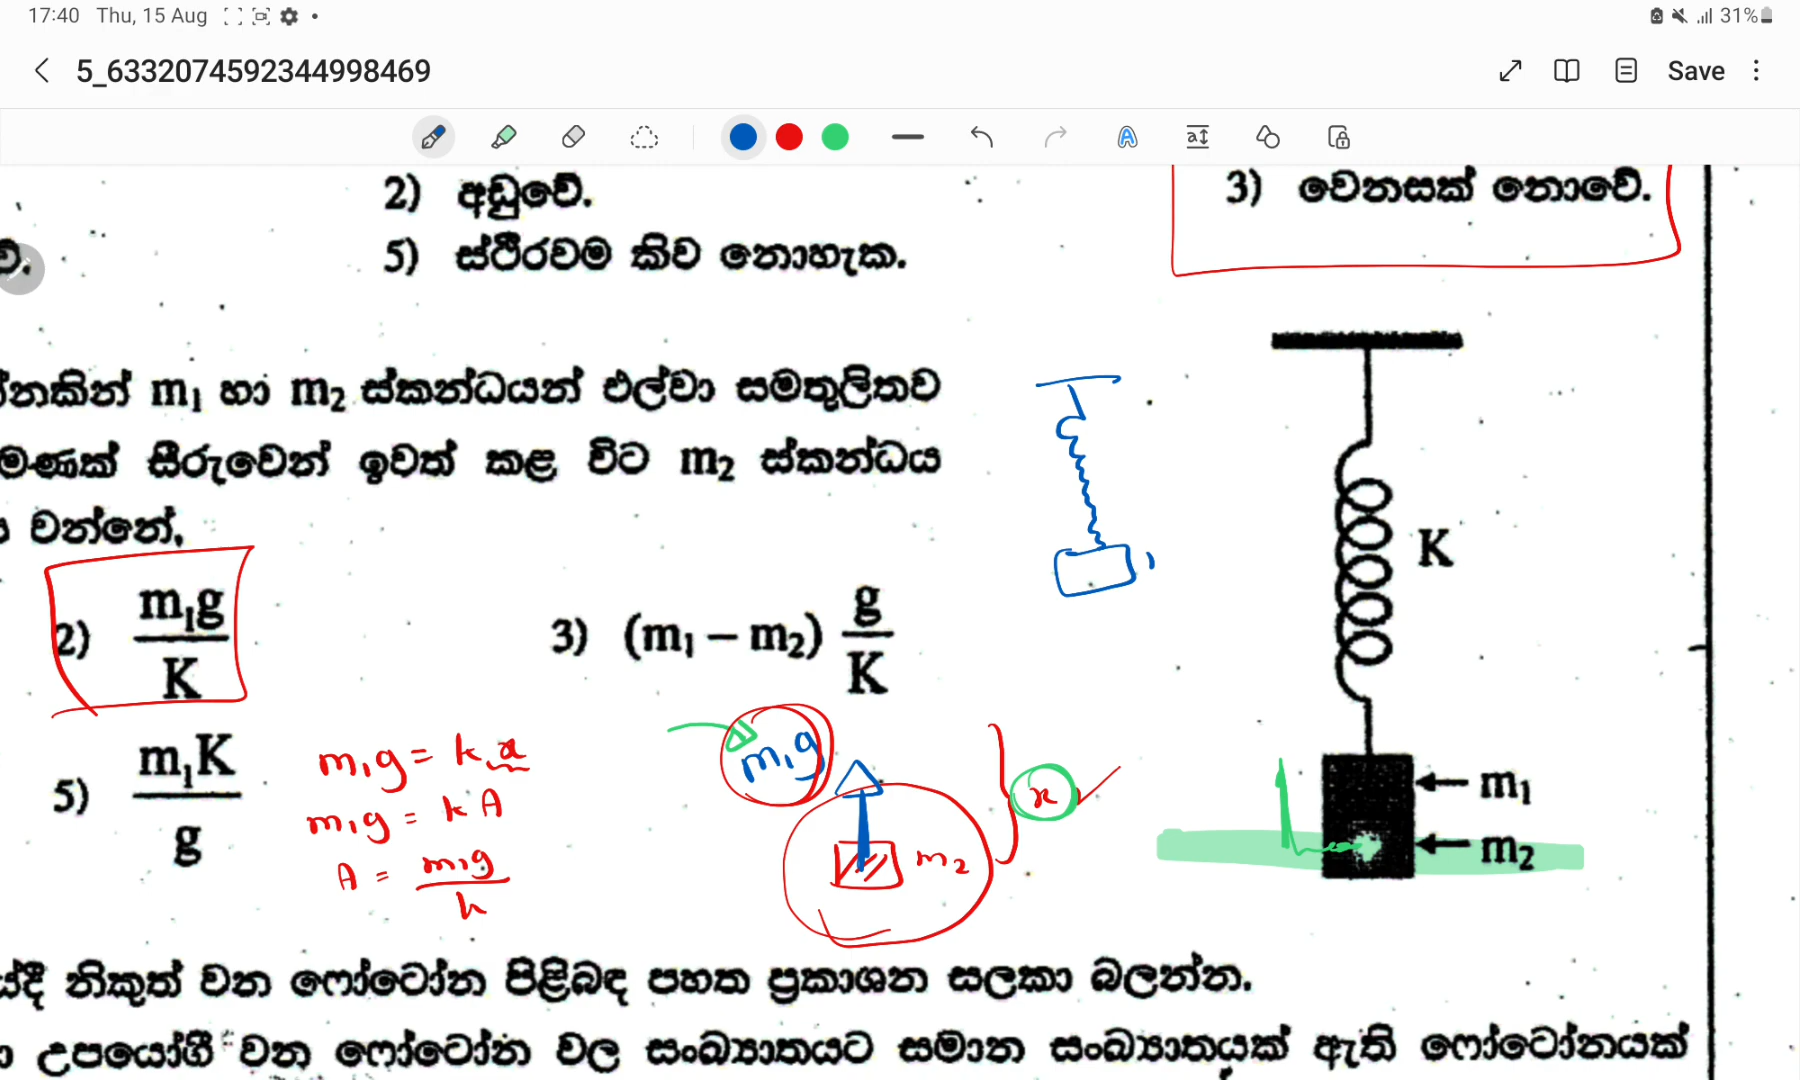 17:40 Thu, 15 Aug
31%
5_6332074592344998469
Save
2) අඩුවේ.
3) වෙනසක් නොවේ.
5) ස්ථිරවම කිව නොහැක.
m₁ හා m₂ ස්කන්ධයන් එල්වා සමතුලිතව
සීරුවෙන් ඉවත් කළ විට m₂ ස්කන්ධය
වන්නේ,
K
2) m₁g / K
3) (m₁ – m₂) g / K
5) m₁K / g
m₁g = k x
m₁g = k A
A = m₁g / k
m₁g
m₂
x
m₁
m₂
නිකුත් වන ෆෝටෝන පිළිබඳ පහත ප්‍රකාශන සලකා බලන්න.
උපයෝගී වන ෆෝටෝන වල සංඛ්‍යාතයට සමාන සංඛ්‍යාතයක් ඇති ෆෝටෝනයක්